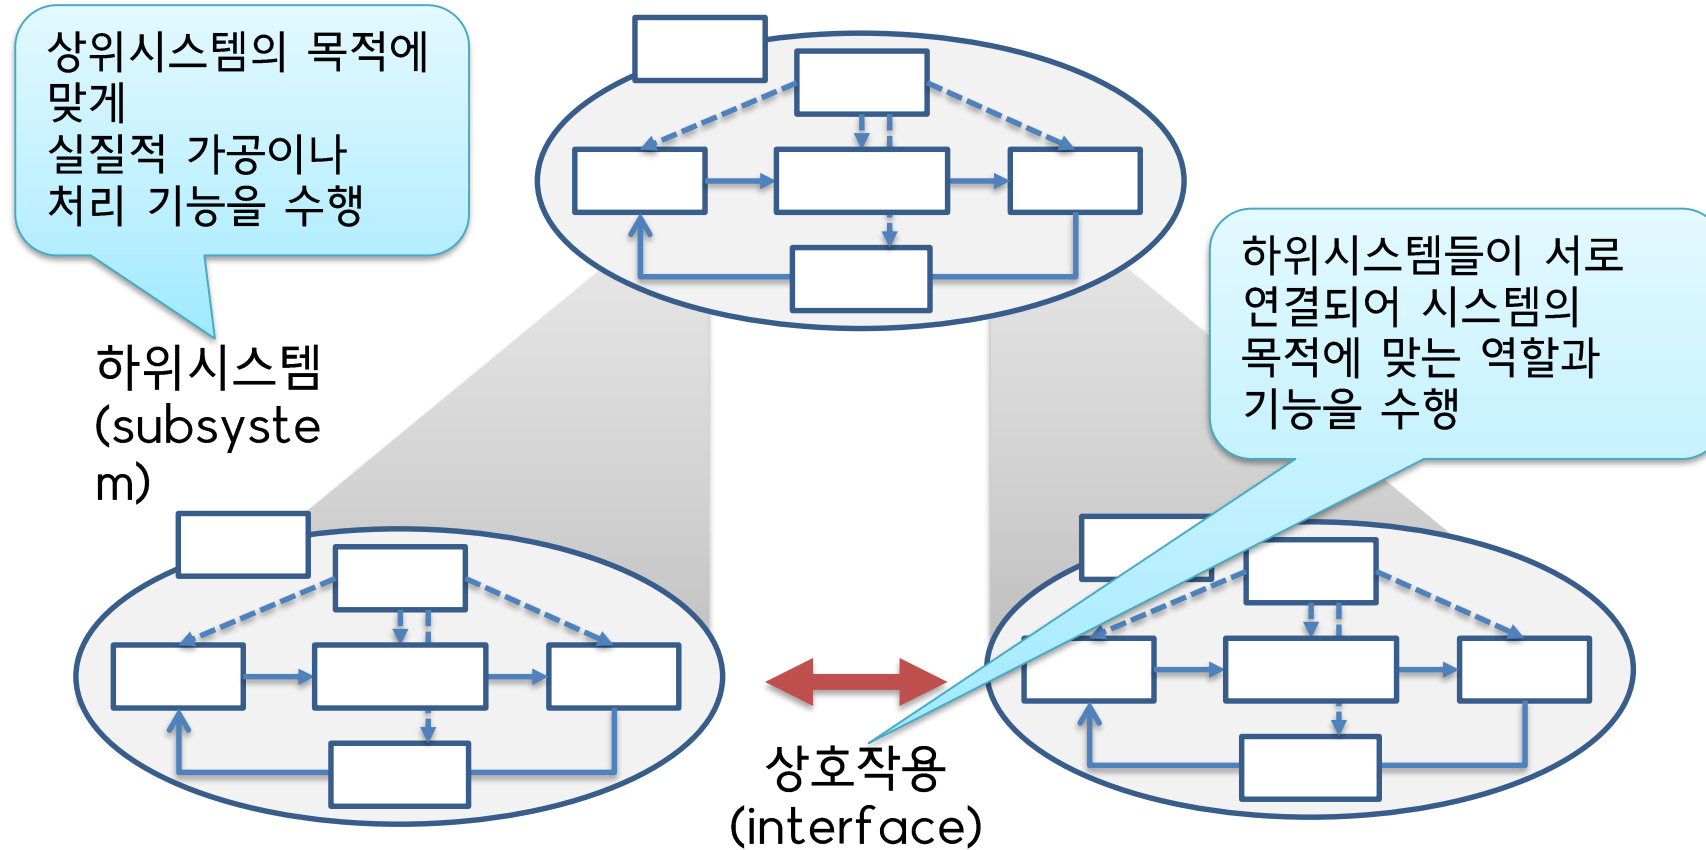 상위시스템의 목적에
맞게
실질적 가공이나
처리 기능을 수행
하위시스템들이 서로
연결되어 시스템의
목적에 맞는 역할과
기능을 수행
하위시스템
(subsyste
m)
상호작용
(interface)